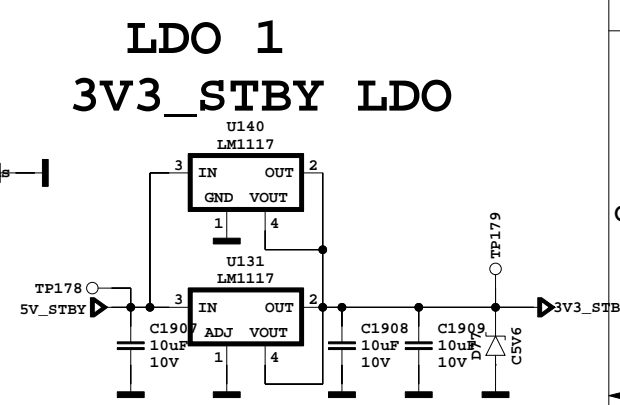 LDO 1
3V3_STBY LDO
U140
LM1117
3 IN OUT 2
GND VOUT
1 4
U131
LM1117
TP179
TP178
5V_STBY
3 IN OUT 2
3V3_STB
ADJ VOUT
1 4
C1907
10uF
10V
C1908
10uF
10V
C1909
10uF
10V
C5V6